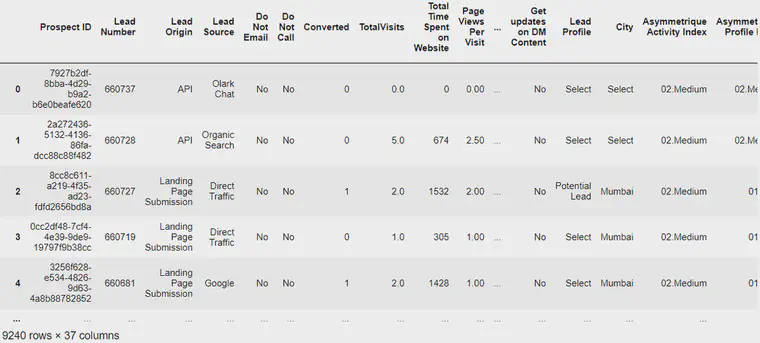 Prospect ID Lead Number Lead Origin Lead Source Do Not Email Do Not Call Converted TotalVisits Total Time Spent on Website Page Views Per Visit ... Get updates on DM Content Lead Profile City Asymmetrique Activity Index Asymmet Profile I
0 7927b2df-8bba-4d29-b9a2-b6e0beafe620 660737 API Olark Chat No No 0 0.0 0 0.00 ... No Select Select 02.Medium 02.Me
1 2a272436-5132-4136-86fa-dcc88c88f482 660728 API Organic Search No No 0 5.0 674 2.50 ... No Select Select 02.Medium 02.Me
2 8cc8c611-a219-4f35-ad23-fdfd2656bd8a 660727 Landing Page Submission Direct Traffic No No 1 2.0 1532 2.00 ... No Potential Lead Mumbai 02.Medium 01
3 0cc2df48-7cf4-4e39-9de9-19797f9b38cc 660719 Landing Page Submission Direct Traffic No No 0 1.0 305 1.00 ... No Select Mumbai 02.Medium 01
4 3256f628-e534-4826-9d63-4a8b88782852 660681 Landing Page Submission Google No No 1 2.0 1428 1.00 ... No Select Mumbai 02.Medium 01
... ... ... ... ... ... ... ... ... ... ... ... ... ... ... ...
9240 rows × 37 columns